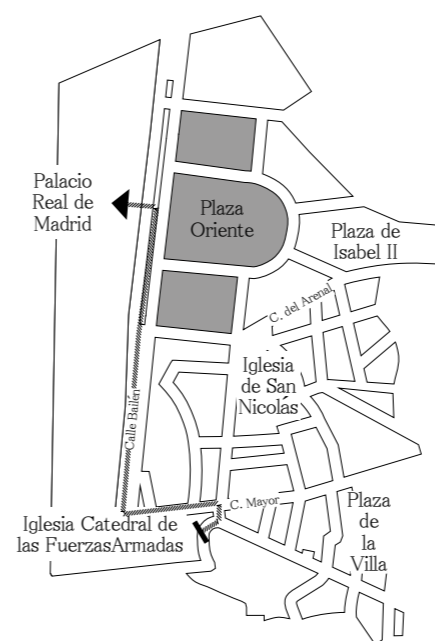 Palacio
Real de
Madrid
Plaza
Oriente
Plaza de
Isabel II
C. del Arenal
Iglesia
de San
Nicolás
Calle Bailén
C. Mayor
Iglesia Catedral de
las FuerzasArmadas
Plaza
de
la
Villa